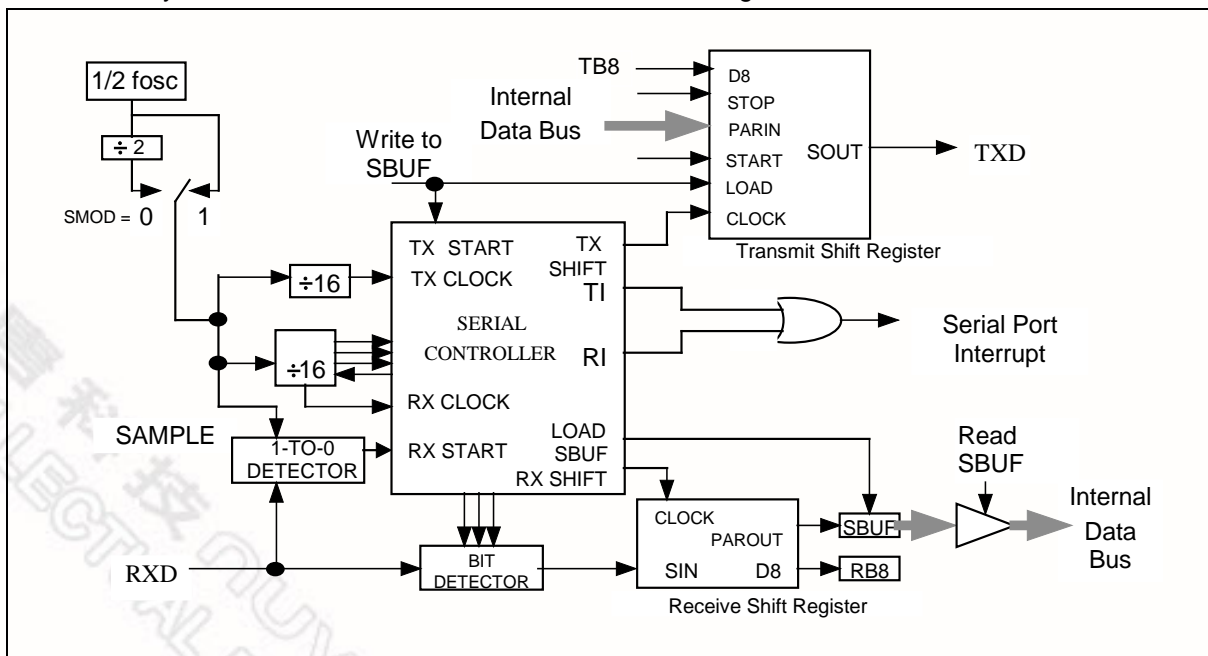 1/2 fosc
÷ 2
SMOD = 0 1
÷16
÷16
SAMPLE
1-TO-0
DETECTOR
RXD
Write to
SBUF
TX START
TX CLOCK
SERIAL
CONTROLLER
RX CLOCK
RX START
TX
SHIFT
TI
RI
LOAD
SBUF
RX SHIFT
BIT
DETECTOR
TB8
Internal
Data Bus
D8
STOP
PARIN
START
LOAD
CLOCK
SOUT
Transmit Shift Register
TXD
Serial Port
Interrupt
CLOCK
PAROUT
SIN D8
Receive Shift Register
SBUF
RB8
Read
SBUF
Internal
Data
Bus